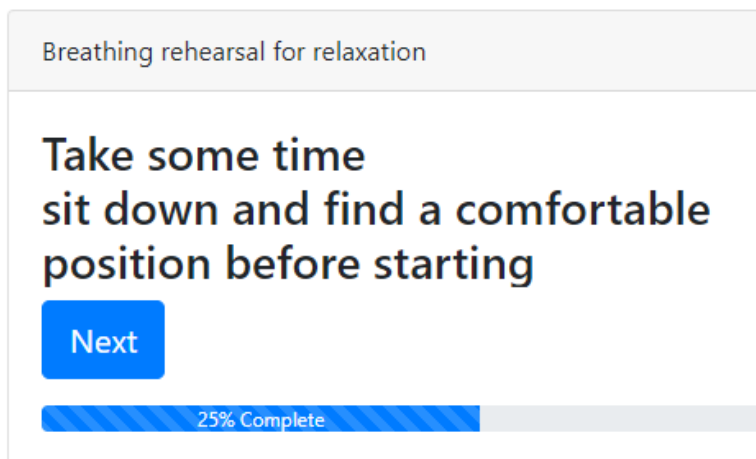 Breathing rehearsal for relaxation
Take some time
sit down and find a comfortable
position before starting
Next
25% Complete